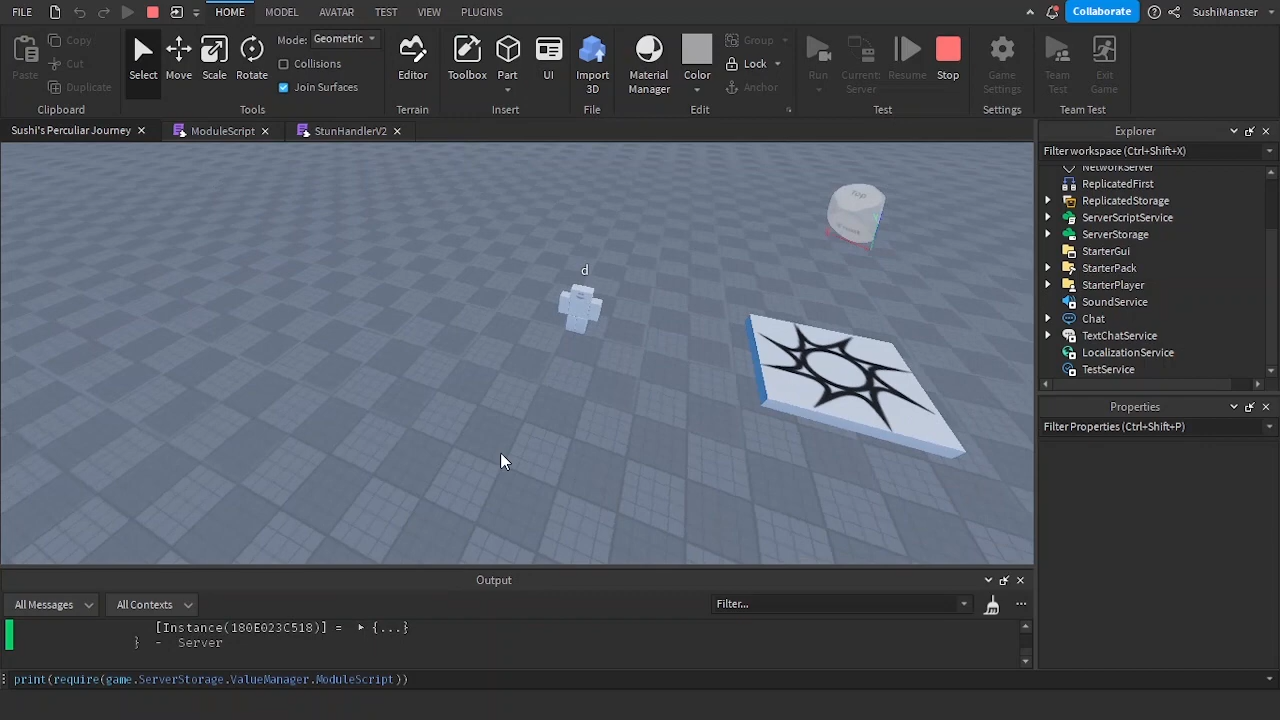 FILE HOME MODEL AVATAR TEST VIEW PLUGINS Collaborate SushiManster
Paste Copy Cut Duplicate Clipboard
Select Move Scale Rotate Mode: Geometric Collisions Join Surfaces Tools
Editor Terrain
Toolbox Part UI Insert
Import 3D File
Material Manager Color Group Lock Anchor Edit
Run Current: Server Resume Stop Test
Game Settings Settings
Team Test Exit Game Team Test
Sushi's Perculiar Journey ModuleScript StunHandlerV2
d
Explorer
Filter workspace (Ctrl+Shift+X)
NetworkServer
ReplicatedFirst
ReplicatedStorage
ServerScriptService
ServerStorage
StarterGui
StarterPack
StarterPlayer
SoundService
Chat
TextChatService
LocalizationService
TestService
Properties
Filter Properties (Ctrl+Shift+P)
Output
All Messages All Contexts Filter...
[Instance(180E023C518)] = {...}
} - Server
print(require(game.ServerStorage.ValueManager.ModuleScript))